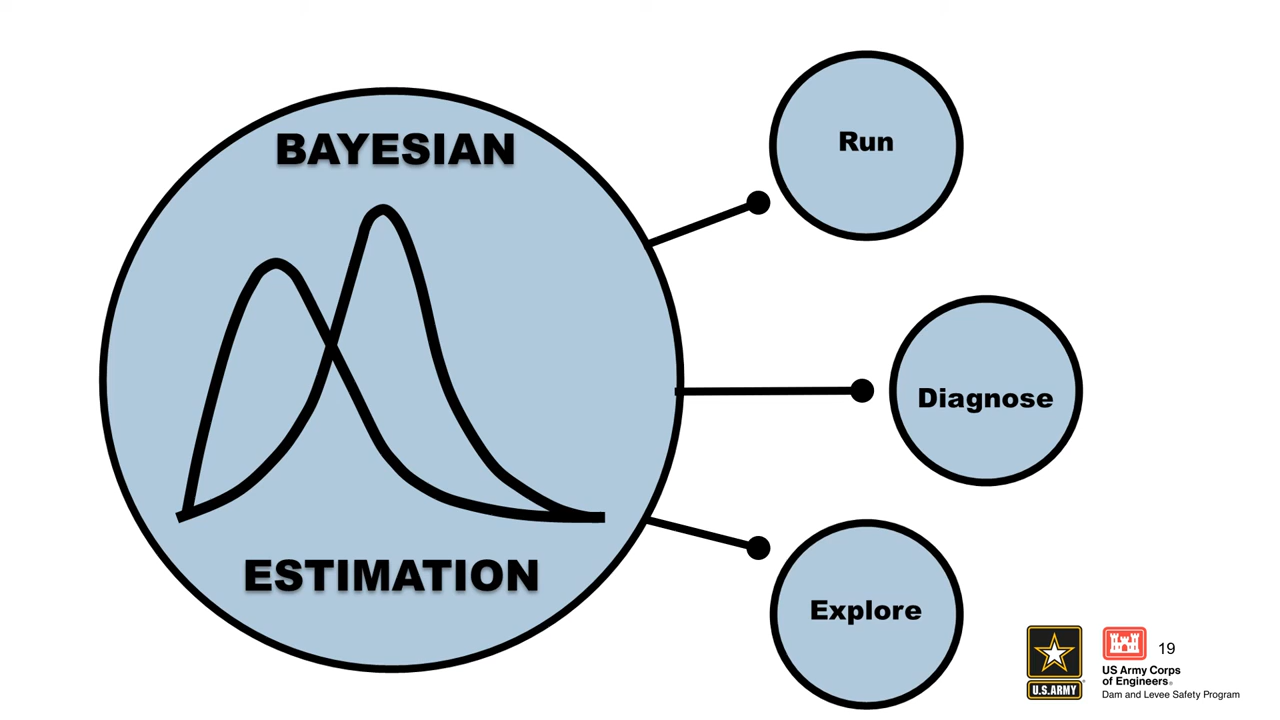 BAYESIAN
ESTIMATION
Run
Diagnose
Explore
U.S.ARMY
19
US Army Corps
of Engineers®
Dam and Levee Safety Program